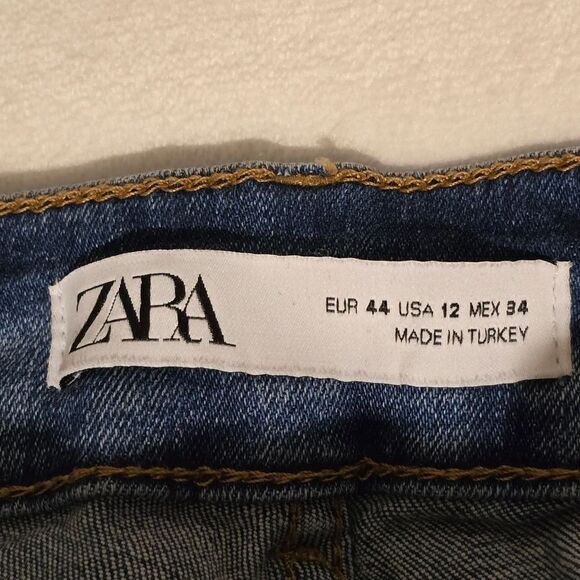 ZARA
EUR 44 USA 12 MEX 34
MADE IN TURKEY